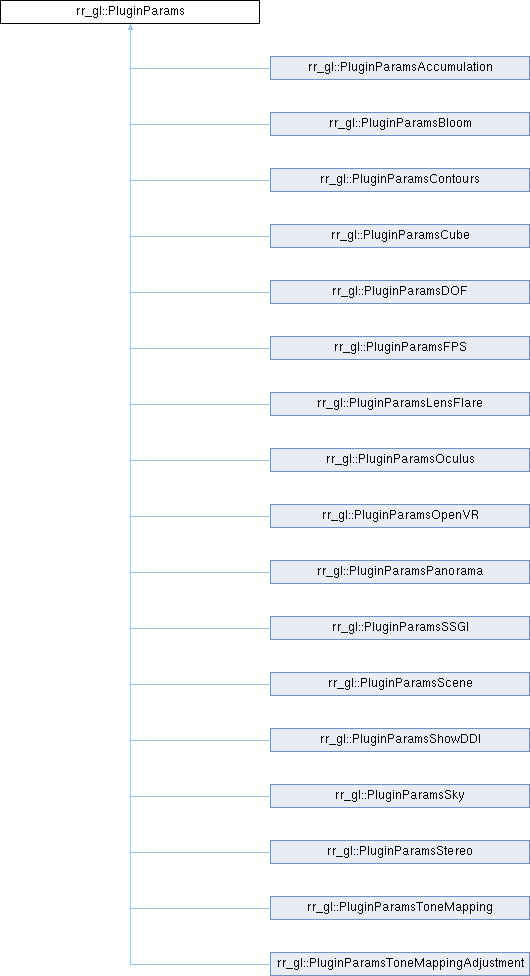 rr_gl::PluginParams
rr_gl::PluginParamsAccumulation
rr_gl::PluginParamsBloom
rr_gl::PluginParamsContours
rr_gl::PluginParamsCube
rr_gl::PluginParamsDOF
rr_gl::PluginParamsFPS
rr_gl::PluginParamsLensFlare
rr_gl::PluginParamsOculus
rr_gl::PluginParamsOpenVR
rr_gl::PluginParamsPanorama
rr_gl::PluginParamsSSGI
rr_gl::PluginParamsScene
rr_gl::PluginParamsShowDDI
rr_gl::PluginParamsSky
rr_gl::PluginParamsStereo
rr_gl::PluginParamsToneMapping
rr_gl::PluginParamsToneMappingAdjustment